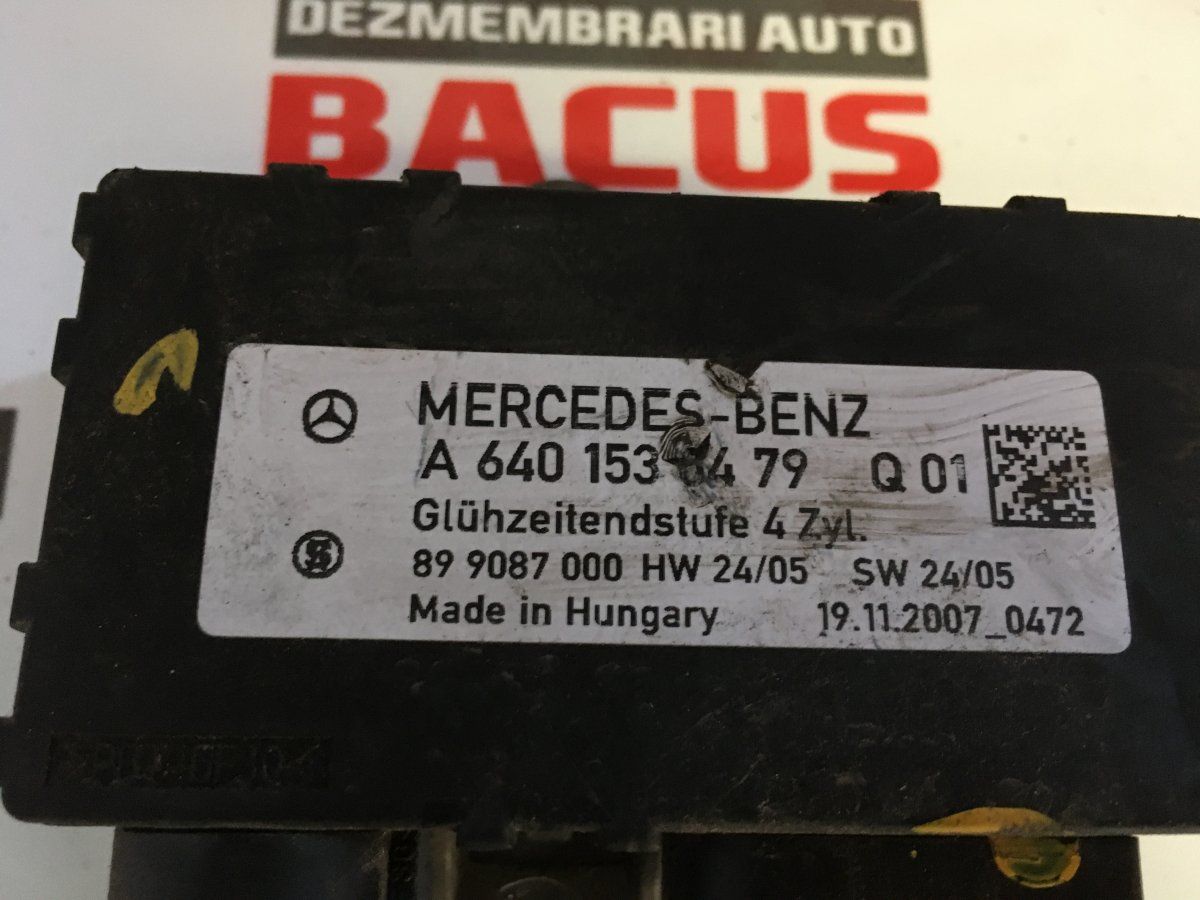 DEZMEMBRARI AUTO
BACUS
MERCEDES-BENZ
A 640 153 79 Q 01
Glühzeitendstufe 4 Zyl.
89 9087 000 HW 24/05 SW 24/05
Made in Hungary 19.11.2007_0472